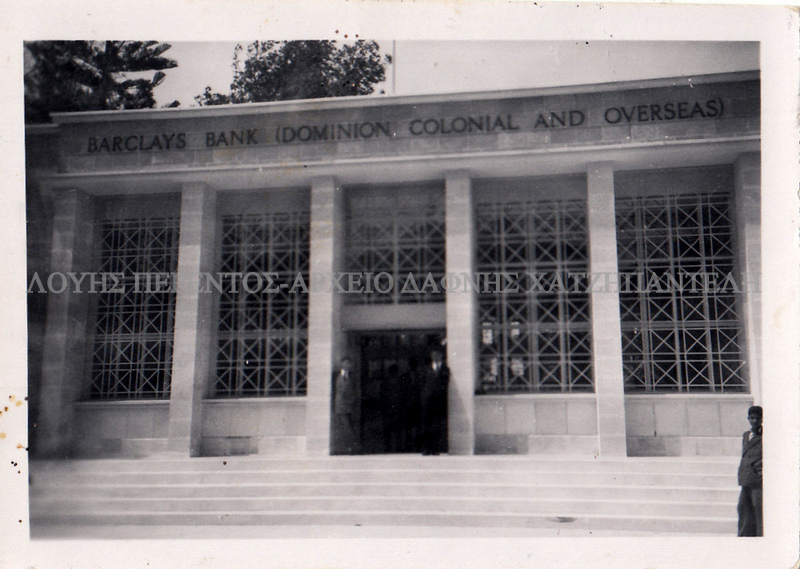 BARCLAYS BANK (DOMINION, COLONIAL AND OVERSEAS)
ΛΟΥΗΣ ΠΕΡΕΝΤΟΣ-ΑΡΧΕΙΟ ΔΑΦΝΗΣ ΧΑΤΖΗΠΑΝΤΕΛΗ